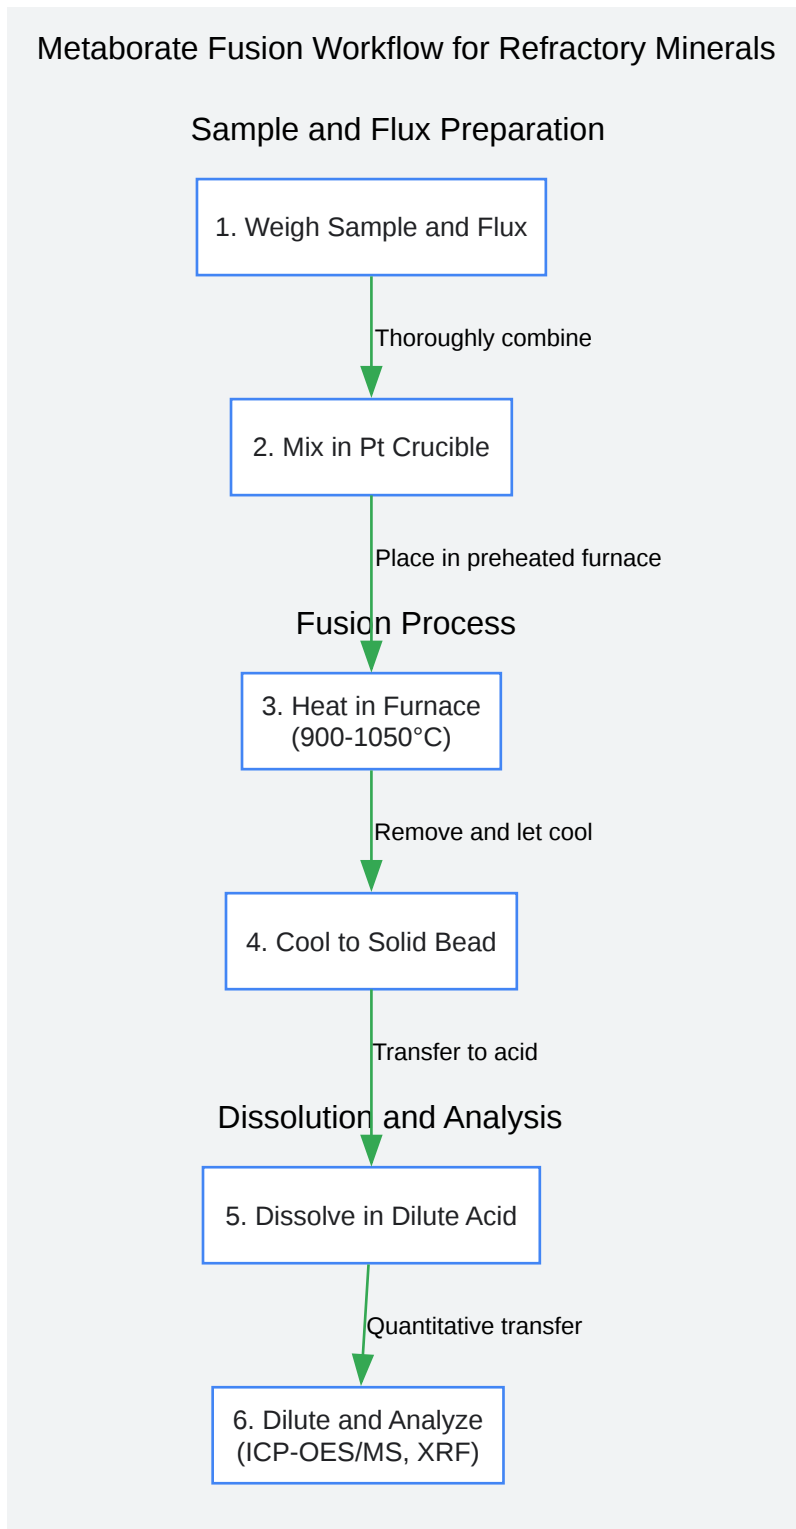 Metaborate Fusion Workflow for Refractory Minerals
Sample and Flux Preparation
1. Weigh Sample and Flux
Thoroughly combine
2. Mix in Pt Crucible
Place in preheated furnace
Fusion Process
3. Heat in Furnace
(900-1050°C)
Remove and let cool
4. Cool to Solid Bead
Transfer to acid
Dissolution and Analysis
5. Dissolve in Dilute Acid
Quantitative transfer
6. Dilute and Analyze
(ICP-OES/MS, XRF)